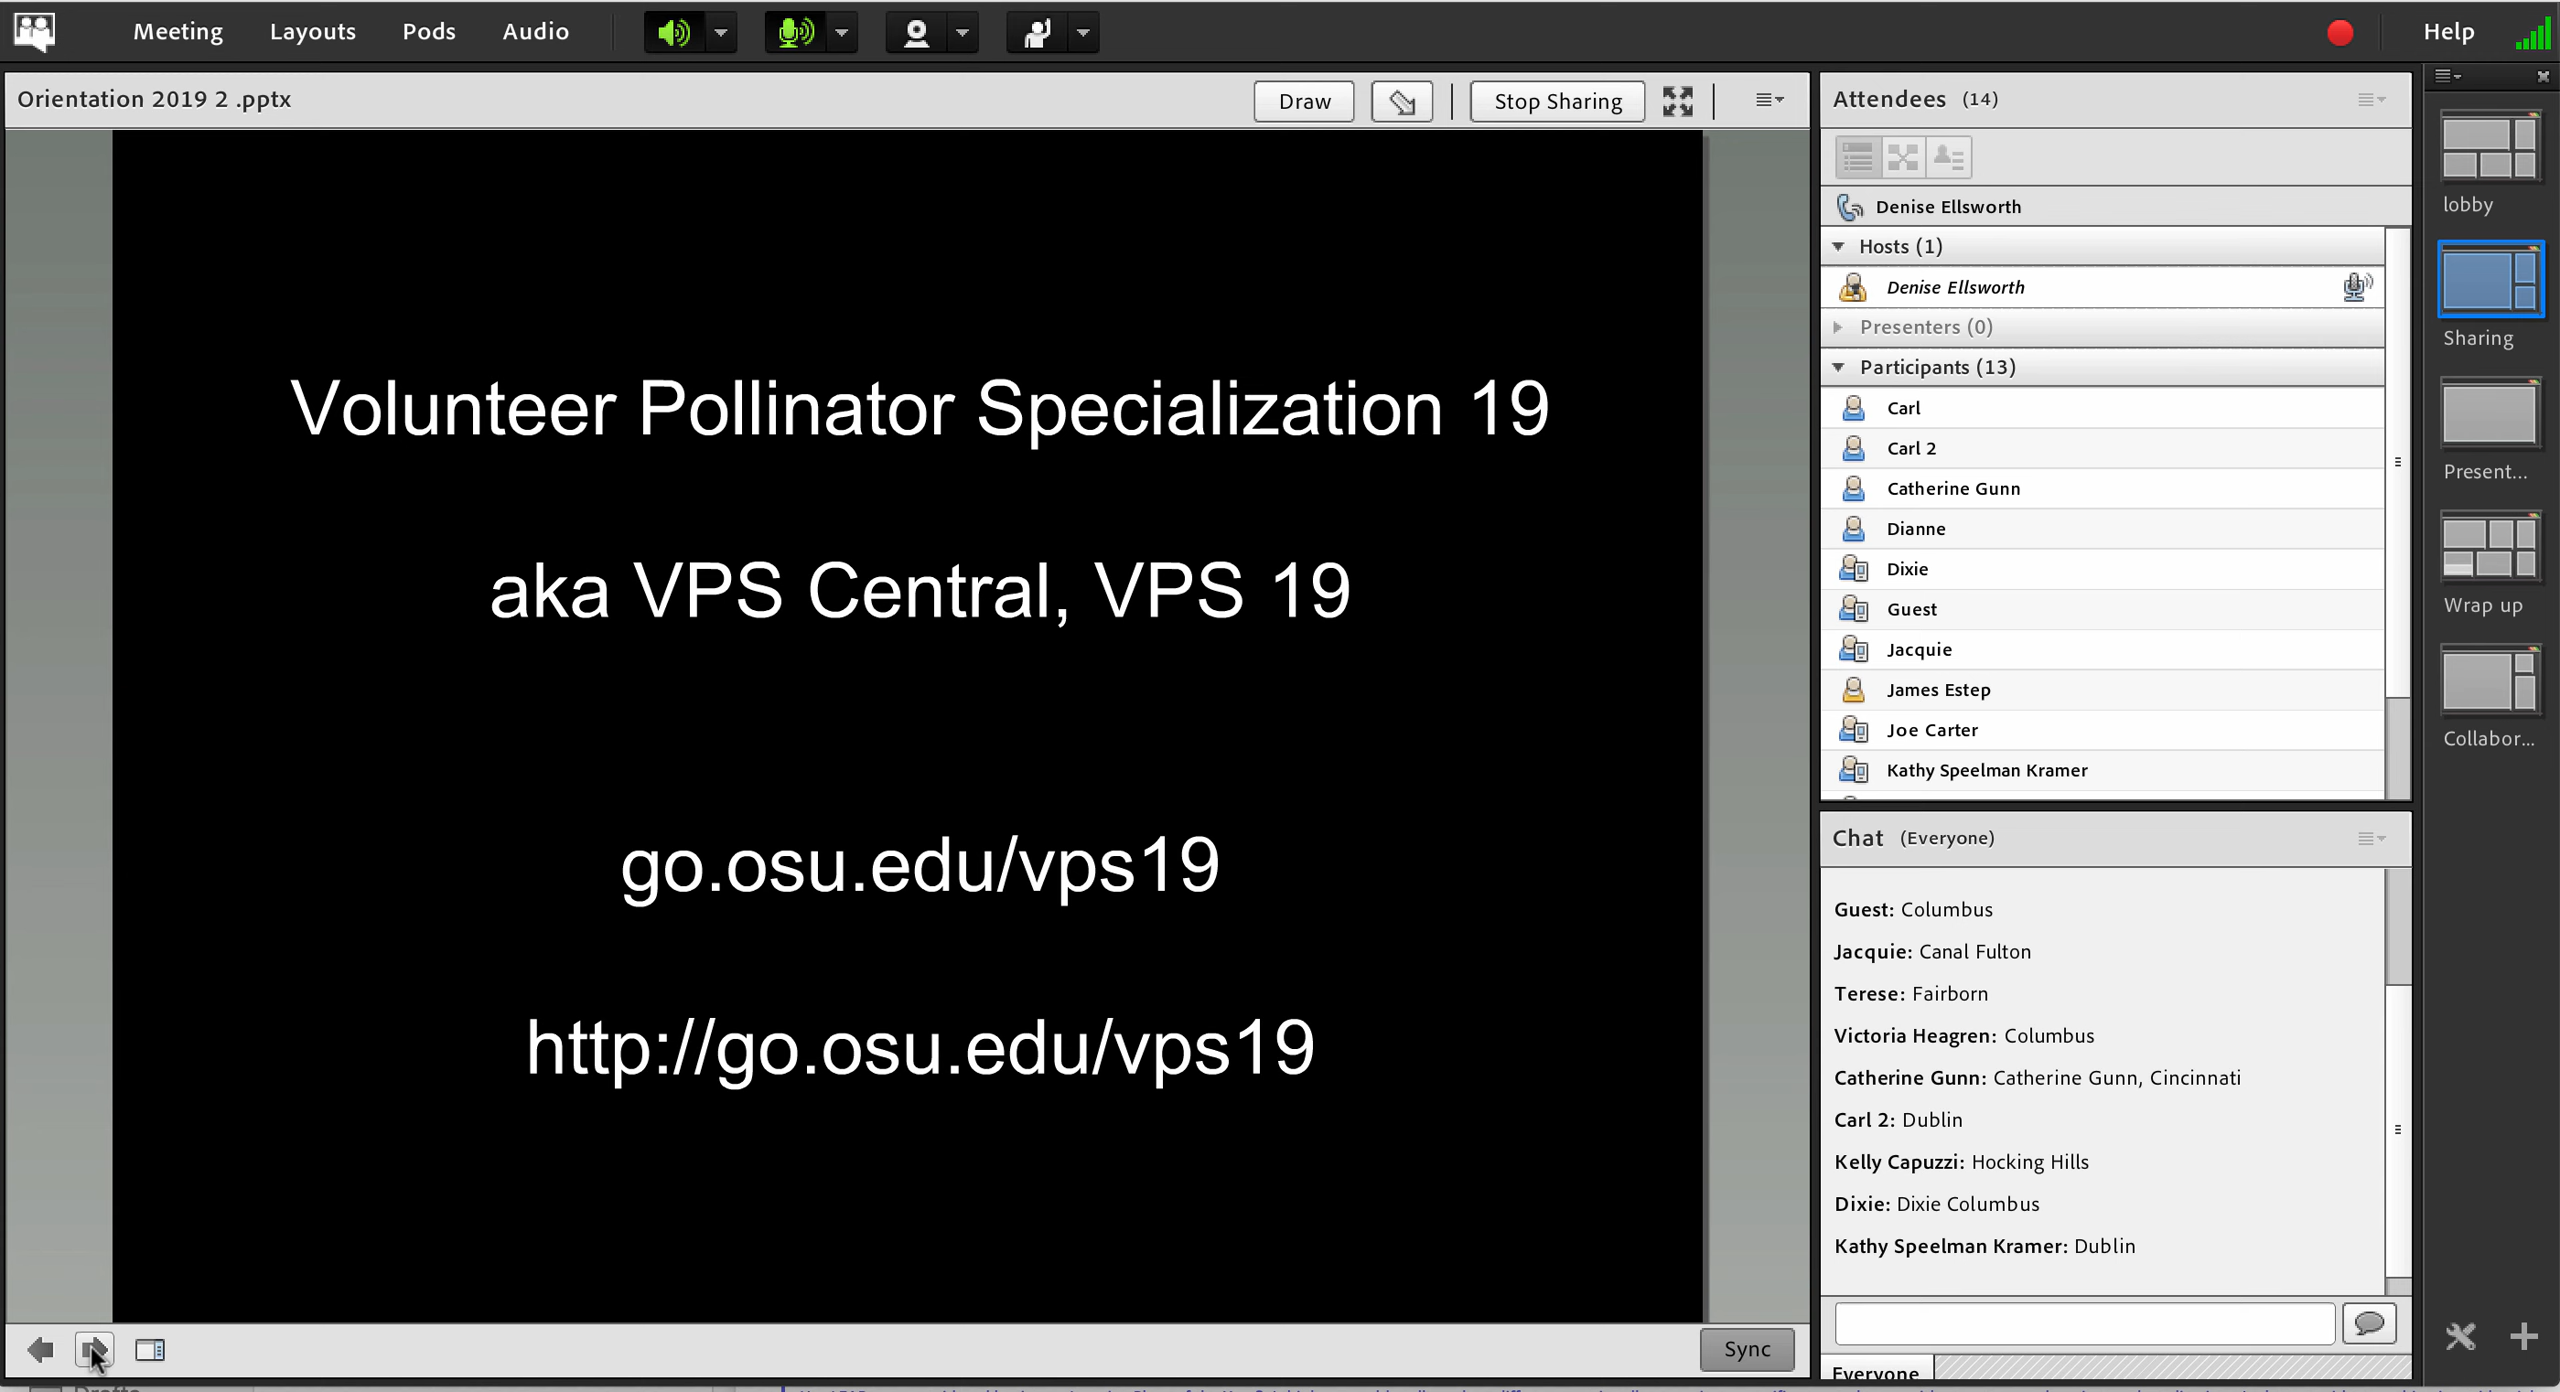 Meeting
Layouts
Pods
Audio
Help
Orientation 2019 2 .pptx
Draw
Stop Sharing
Volunteer Pollinator Specialization 19
aka VPS Central, VPS 19
go.osu.edu/vps19
http://go.osu.edu/vps19
Sync
Attendees (14)
Denise Ellsworth
Hosts (1)
Denise Ellsworth
Presenters (0)
Participants (13)
Carl
Carl 2
Catherine Gunn
Dianne
Dixie
Guest
Jacquie
James Estep
Joe Carter
Kathy Speelman Kramer
Chat (Everyone)
Guest: Columbus
Jacquie: Canal Fulton
Terese: Fairborn
Victoria Heagren: Columbus
Catherine Gunn: Catherine Gunn, Cincinnati
Carl 2: Dublin
Kelly Capuzzi: Hocking Hills
Dixie: Dixie Columbus
Kathy Speelman Kramer: Dublin
Everyone
lobby
Sharing
Present...
Wrap up
Collabor...